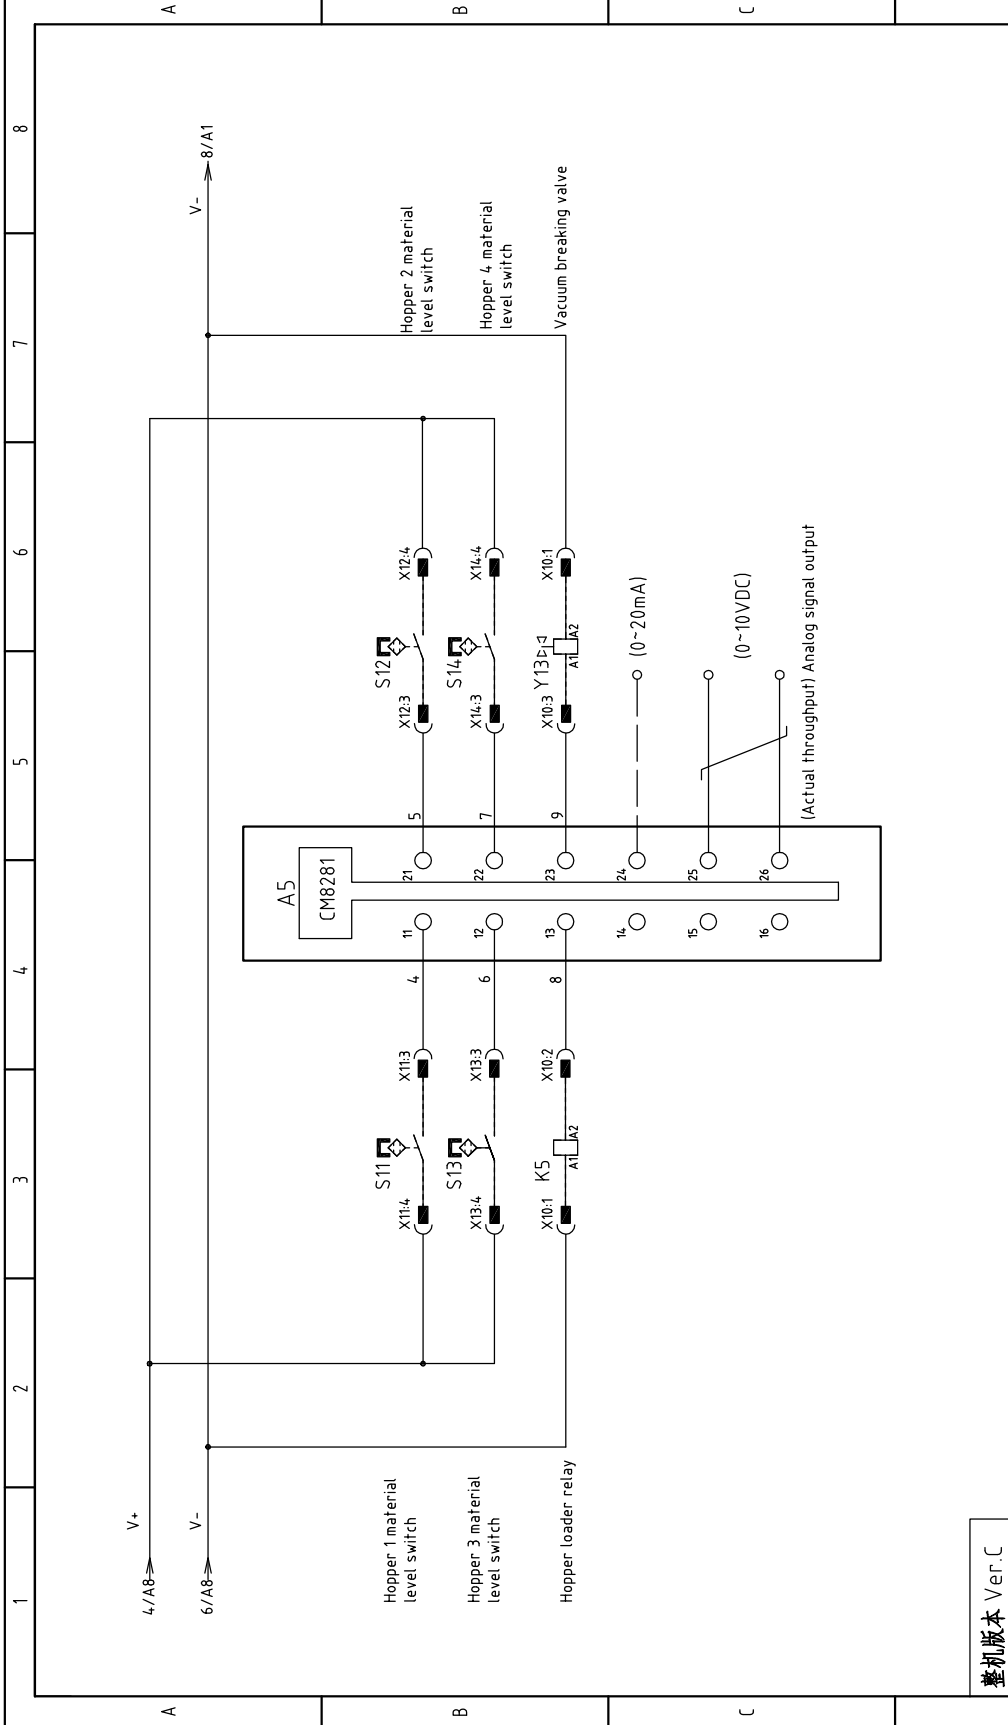 1
2
3
4
5
6
7
8
A
B
C
A
B
C
4/A8
V+
6/A8
V-
V-
8/A1
Hopper 1 material
level switch
Hopper 3 material
level switch
Hopper loader relay
S11
X11:4
X11:3
4
S13
X13:4
X13:3
6
K5
X10:1
A1
A2
X10:2
8
A5
CM8281
11
21
12
22
13
23
14
24
15
25
16
26
5
X12:3
S12
X12:4
7
X14:3
S14
X14:4
9
X10:3
Y13
A1
A2
X10:1
Hopper 2 material
level switch
Hopper 4 material
level switch
Vacuum breaking valve
(0~20mA)
(0~10VDC)
(Actual throughput) Analog signal output
整机版本 Ver.C